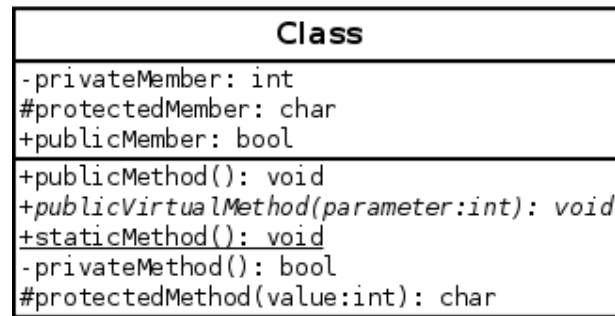 Class
-privateMember: int
#protectedMember: char
+publicMember: bool
+publicMethod(): void
+publicVirtualMethod(parameter:int): void
+staticMethod(): void
-privateMethod(): bool
#protectedMethod(value:int): char